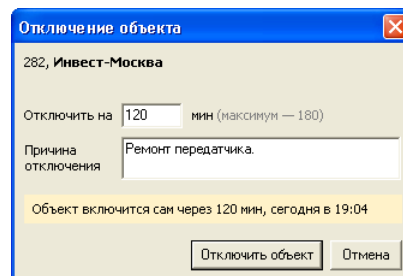 Отключение объекта
282, Инвест-Москва
Отключить на 120 мин (максимум — 180)
Причина отключения
Ремонт передатчика.
Объект включится сам через 120 мин, сегодня в 19:04
Отключить объект Отмена